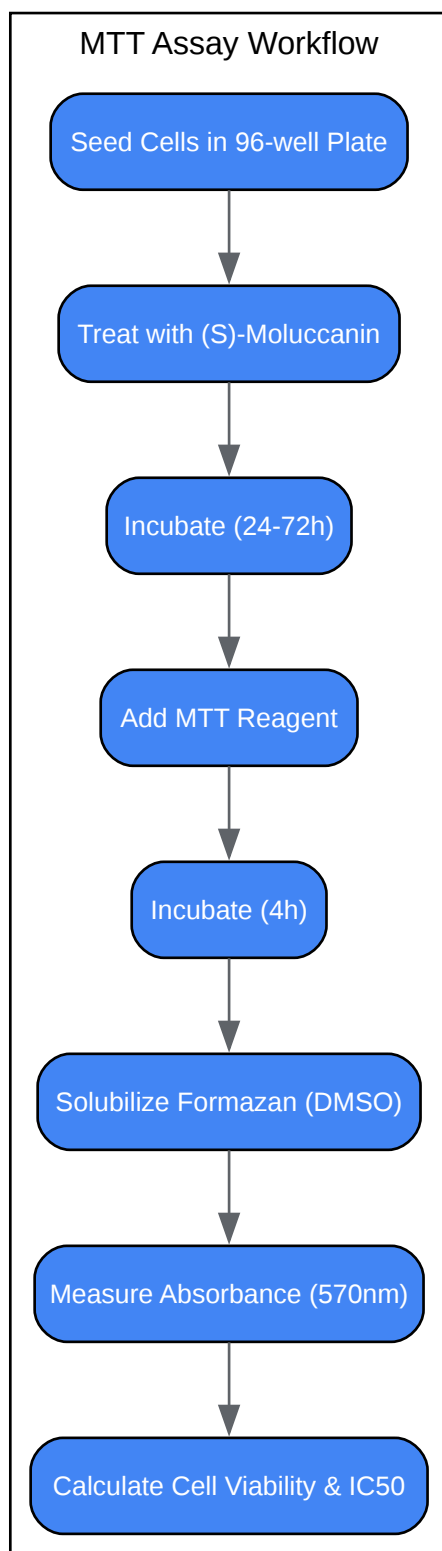 MTT Assay Workflow
Seed Cells in 96-well Plate
Treat with (S)-Moluccanin
Incubate (24-72h)
Add MTT Reagent
Incubate (4h)
Solubilize Formazan (DMSO)
Measure Absorbance (570nm)
Calculate Cell Viability & IC50